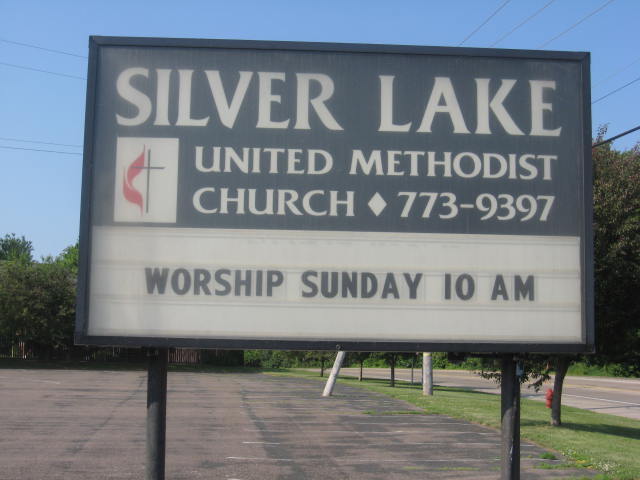 SILVER LAKE
UNITED METHODIST
CHURCH ♦ 773-9397
WORSHIP SUNDAY 10 AM